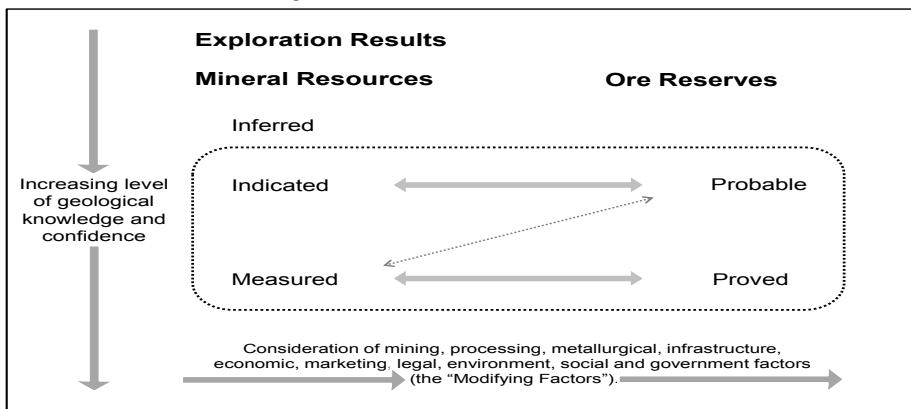 Exploration Results
Mineral Resources Ore Reserves
Inferred
Indicated Probable
Increasing level
of geological
knowledge and
confidence
Measured Proved
Consideration of mining, processing, metallurgical, infrastructure,
economic, marketing, legal, environment, social and government factors
(the “Modifying Factors”).